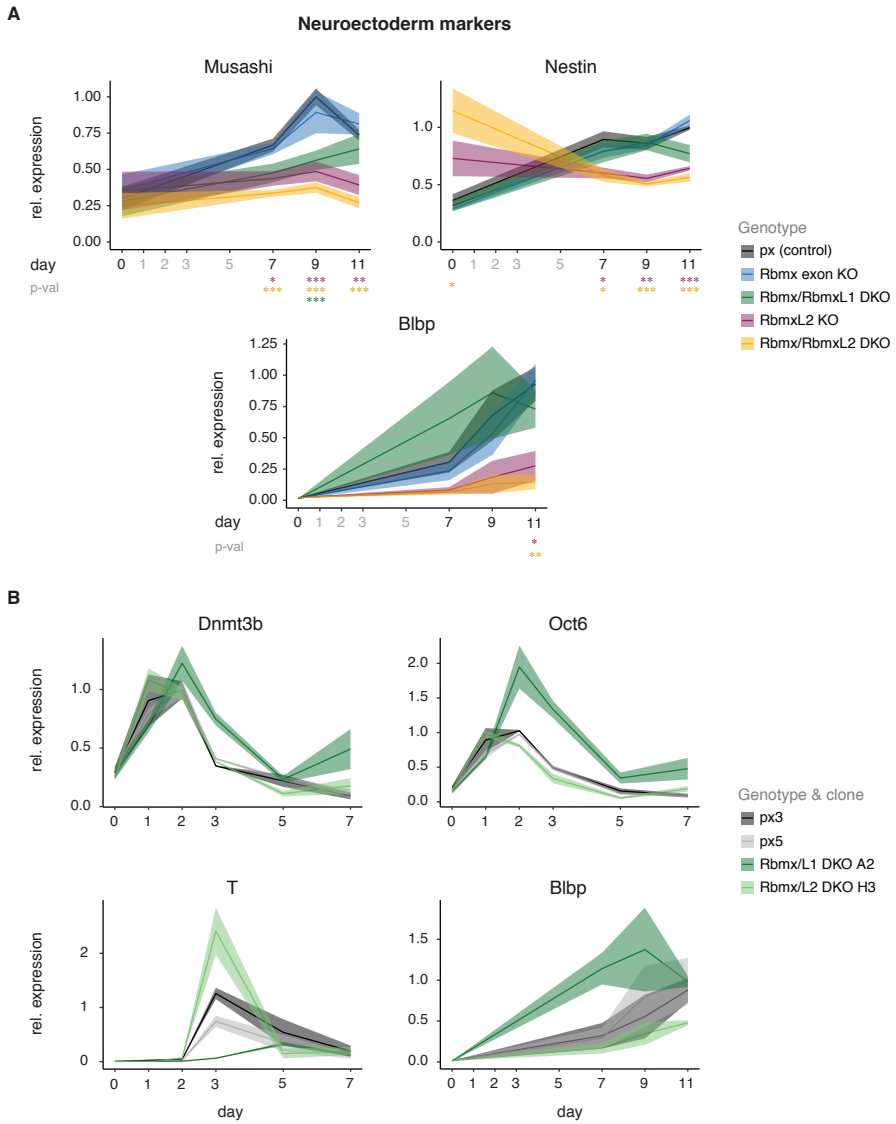 A
Neuroectoderm markers
Musashi
Nestin
rel. expression
1.00
0.75
0.50
0.25
0.00
1.0
0.5
0.0
day
0 1 2 3 5 7 9 11
0 1 2 3 5 7 9 11
p-val
* *** **
* * ** ***
*** *** ***
* *** ***
***
Genotype
px (control)
Rbmx exon KO
Rbmx/RbmxL1 DKO
RbmxL2 KO
Rbmx/RbmxL2 DKO
Blbp
rel. expression
1.25
1.00
0.75
0.50
0.25
0.00
day
0 1 2 3 5 7 9 11
p-val
*
**
B
Dnmt3b
Oct6
rel. expression
1.0
0.5
0.0
2.0
1.5
1.0
0.5
0.0
0 1 2 3 5 7
0 1 2 3 5 7
Genotype & clone
px3
px5
Rbmx/L1 DKO A2
Rbmx/L2 DKO H3
T
Blbp
rel. expression
2
1
0
1.5
1.0
0.5
0.0
0 1 2 3 5 7
0 1 2 3 5 7 9 11
day
day